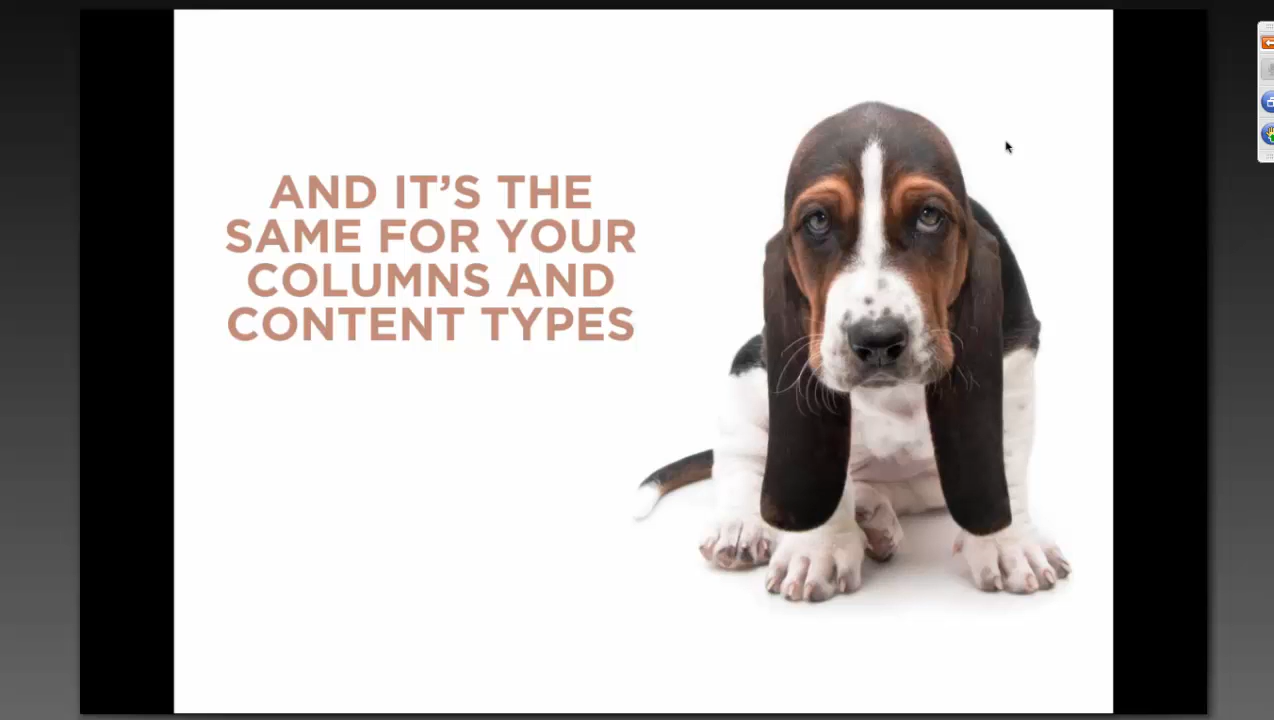 AND IT'S THE
SAME FOR YOUR
COLUMNS AND
CONTENT TYPES